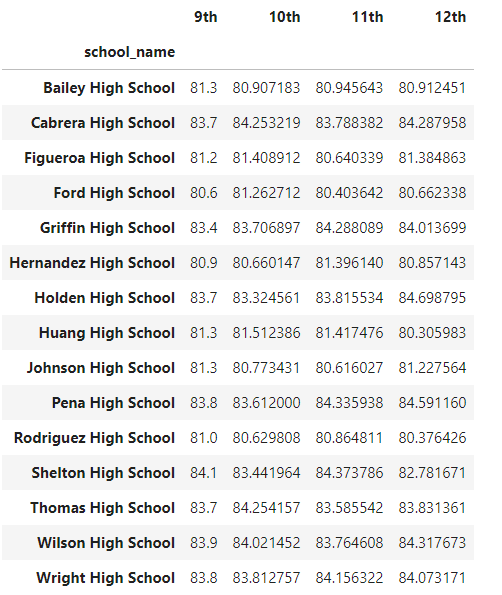 9th 10th 11th 12th
school_name
Bailey High School 81.3 80.907183 80.945643 80.912451
Cabrera High School 83.7 84.253219 83.788382 84.287958
Figueroa High School 81.2 81.408912 80.640339 81.384863
Ford High School 80.6 81.262712 80.403642 80.662338
Griffin High School 83.4 83.706897 84.288089 84.013699
Hernandez High School 80.9 80.660147 81.396140 80.857143
Holden High School 83.7 83.324561 83.815534 84.698795
Huang High School 81.3 81.512386 81.417476 80.305983
Johnson High School 81.3 80.773431 80.616027 81.227564
Pena High School 83.8 83.612000 84.335938 84.591160
Rodriguez High School 81.0 80.629808 80.864811 80.376426
Shelton High School 84.1 83.441964 84.373786 82.781671
Thomas High School 83.7 84.254157 83.585542 83.831361
Wilson High School 83.9 84.021452 83.764608 84.317673
Wright High School 83.8 83.812757 84.156322 84.073171